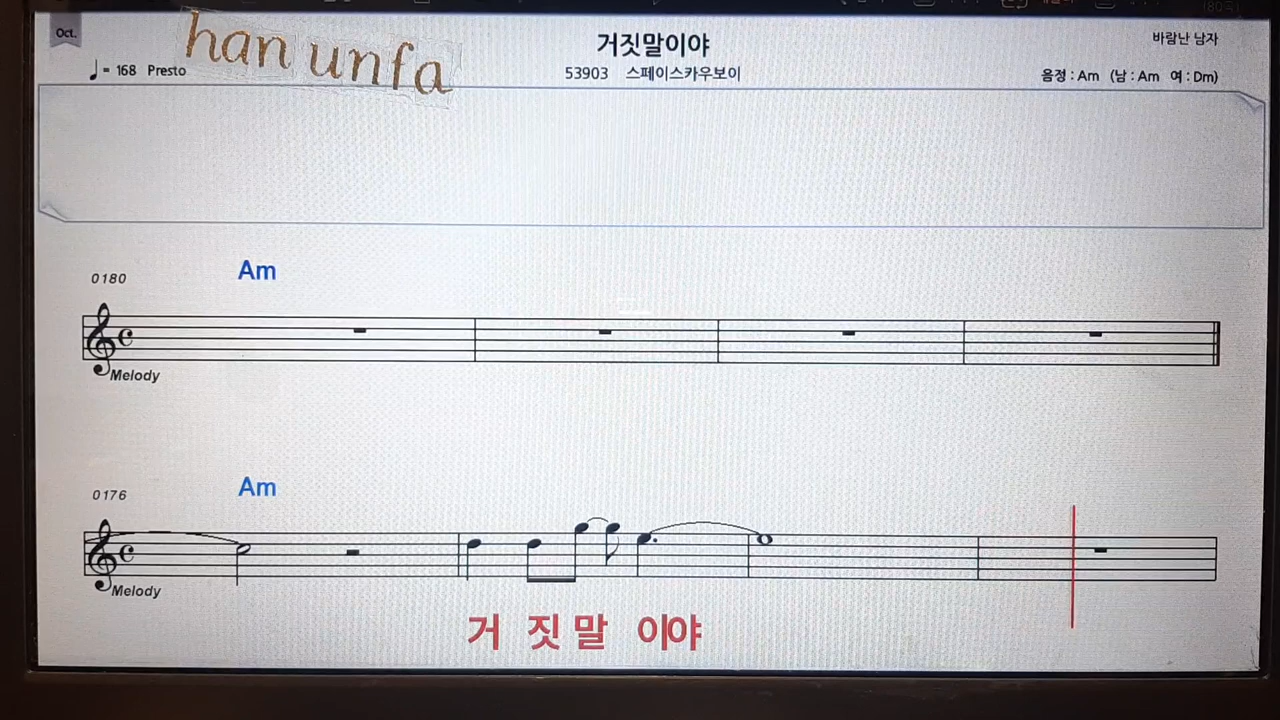 Oct.
han unfa
거짓말이야
바람난 남자
♩= 168 Presto
53903 스페이스카우보이
음정 : Am (남 : Am 여 : Dm)
0180
Am
Melody
0176
Am
Melody
거 짓 말 이야